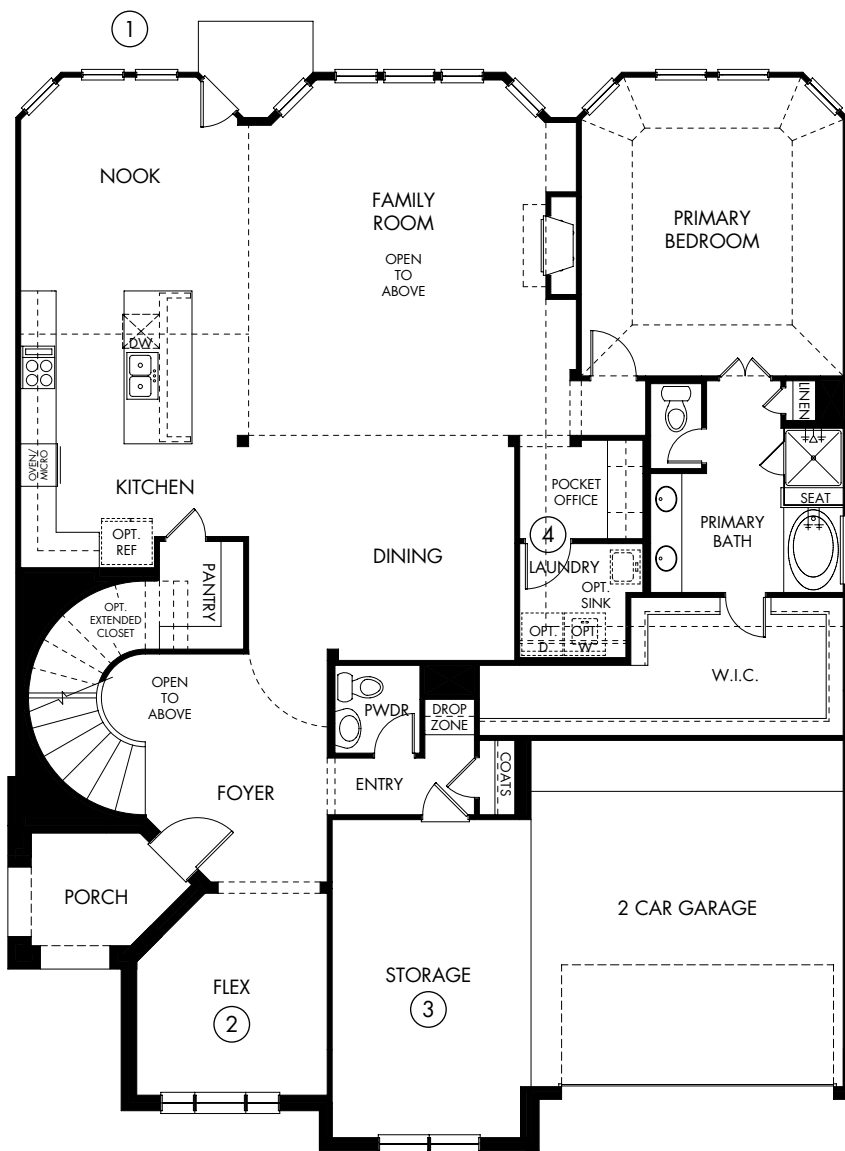 1
NOOK
FAMILY
ROOM
OPEN
TO
ABOVE
PRIMARY
BEDROOM
DW
LINEN
OVEN/
MICRO
KITCHEN
OPT.
REF
PANTRY
DINING
POCKET
OFFICE
4
LAUNDRY
OPT.
SINK
OPT.
D
OPT.
W
SEAT
PRIMARY
BATH
W.I.C.
OPT.
EXTENDED
CLOSET
OPEN
TO
ABOVE
PWDR
DROP
ZONE
ENTRY
COATS
FOYER
PORCH
FLEX
2
STORAGE
3
2 CAR GARAGE